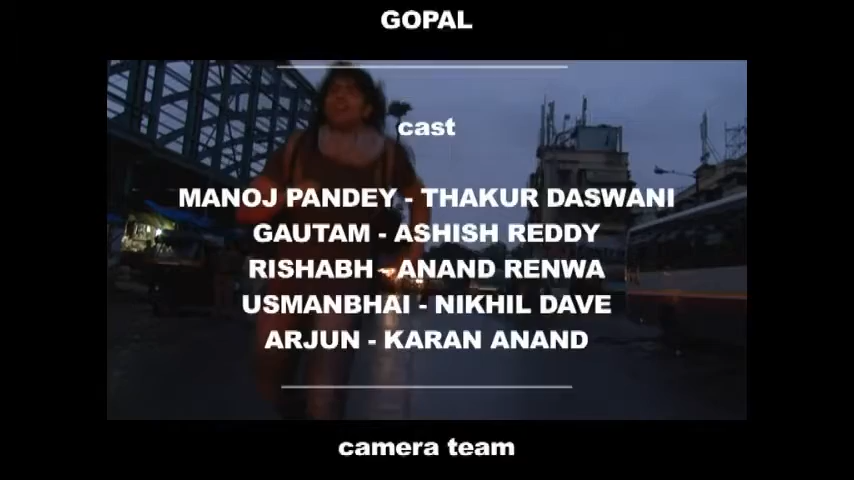 GOPAL
cast
MANOJ PANDEY - THAKUR DASWANI
GAUTAM - ASHISH REDDY
RISHABH - ANAND RENWA
USMANBHAI - NIKHIL DAVE
ARJUN - KARAN ANAND
camera team